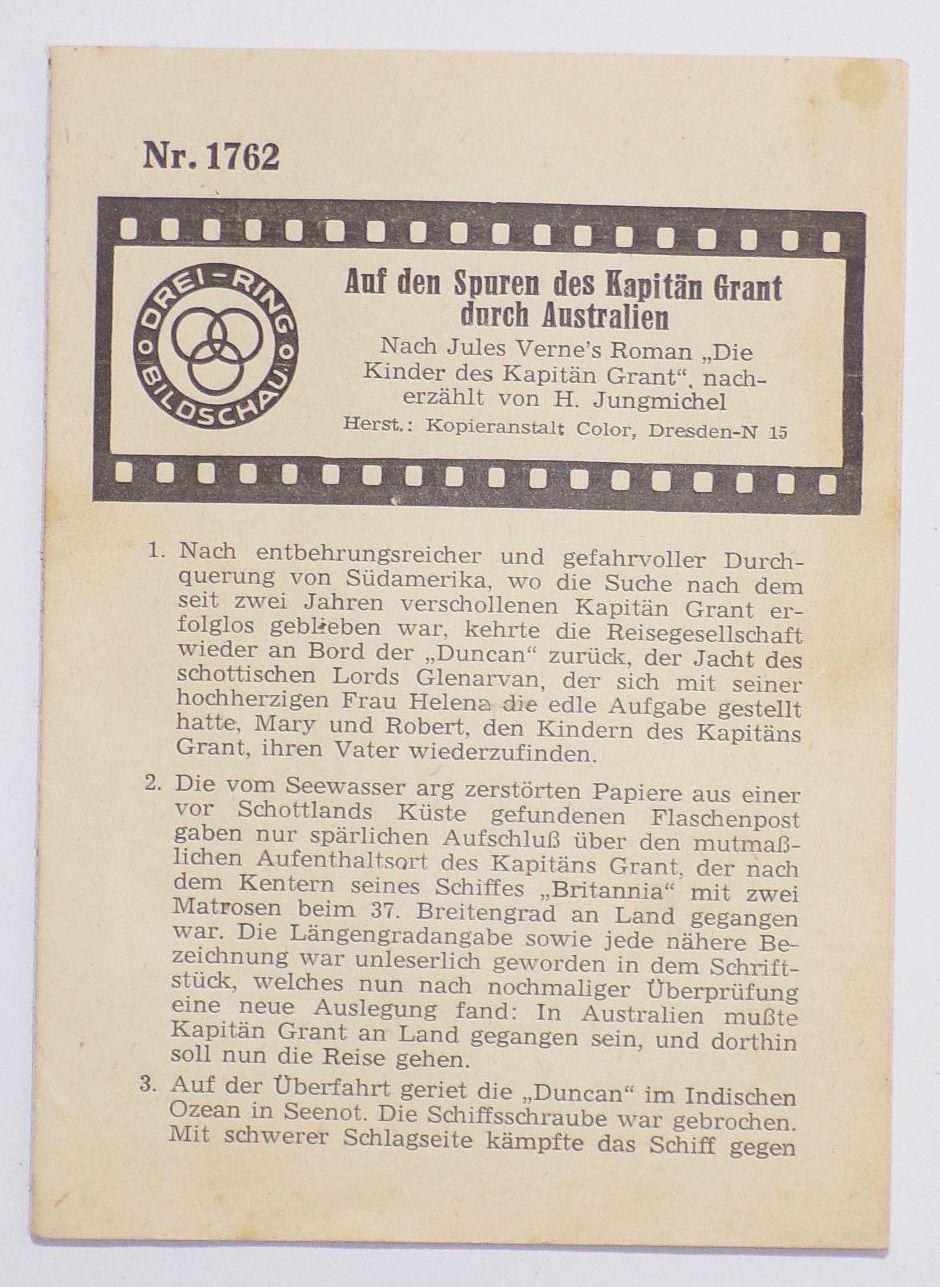 Nr. 1762
DREI-RING
BILDSCHAU
Auf den Spuren des Kapitän Grant
durch Australien
Nach Jules Verne's Roman „Die
Kinder des Kapitän Grant“, nach-
erzählt von H. Jungmichel
Herst.: Kopieranstalt Color, Dresden-N 15
1. Nach entbehrungsreicher und gefahrvoller Durch-
querung von Südamerika, wo die Suche nach dem
seit zwei Jahren verschollenen Kapitän Grant er-
folglos geblieben war, kehrte die Reisegesellschaft
wieder an Bord der „Duncan“ zurück, der Jacht des
schottischen Lords Glenarvan, der sich mit seiner
hochherzigen Frau Helena die edle Aufgabe gestellt
hatte, Mary und Robert, den Kindern des Kapitäns
Grant, ihren Vater wiederzufinden.
2. Die vom Seewasser arg zerstörten Papiere aus einer
vor Schottlands Küste gefundenen Flaschenpost
gaben nur spärlichen Aufschluß über den mutmaß-
lichen Aufenthaltsort des Kapitäns Grant, der nach
dem Kentern seines Schiffes „Britannia“ mit zwei
Matrosen beim 37. Breitengrad an Land gegangen
war. Die Längengradangabe sowie jede nähere Be-
zeichnung war unleserlich geworden in dem Schrift-
stück, welches nun nach nochmaliger Überprüfung
eine neue Auslegung fand: In Australien mußte
Kapitän Grant an Land gegangen sein, und dorthin
soll nun die Reise gehen.
3. Auf der Überfahrt geriet die „Duncan“ im Indischen
Ozean in Seenot. Die Schiffsschraube war gebrochen.
Mit schwerer Schlagseite kämpfte das Schiff gegen